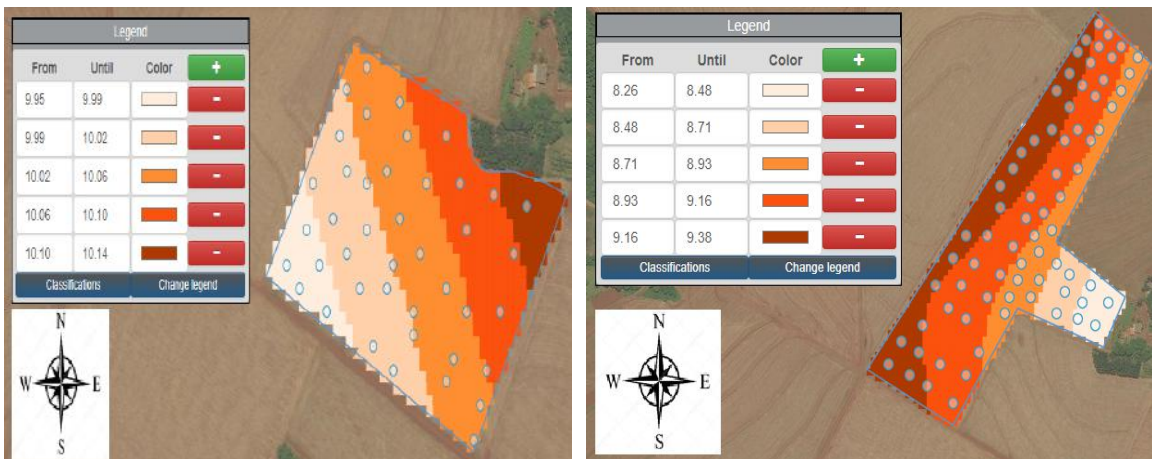 Legend
From Until Color +
9.95 9.99 -
9.99 10.02 -
10.02 10.06 -
10.06 10.10 -
10.10 10.14 -
Classifications Change legend
N
W E
S
Legend
From Until Color +
8.26 8.48 -
8.48 8.71 -
8.71 8.93 -
8.93 9.16 -
9.16 9.38 -
Classifications Change legend
N
W E
S